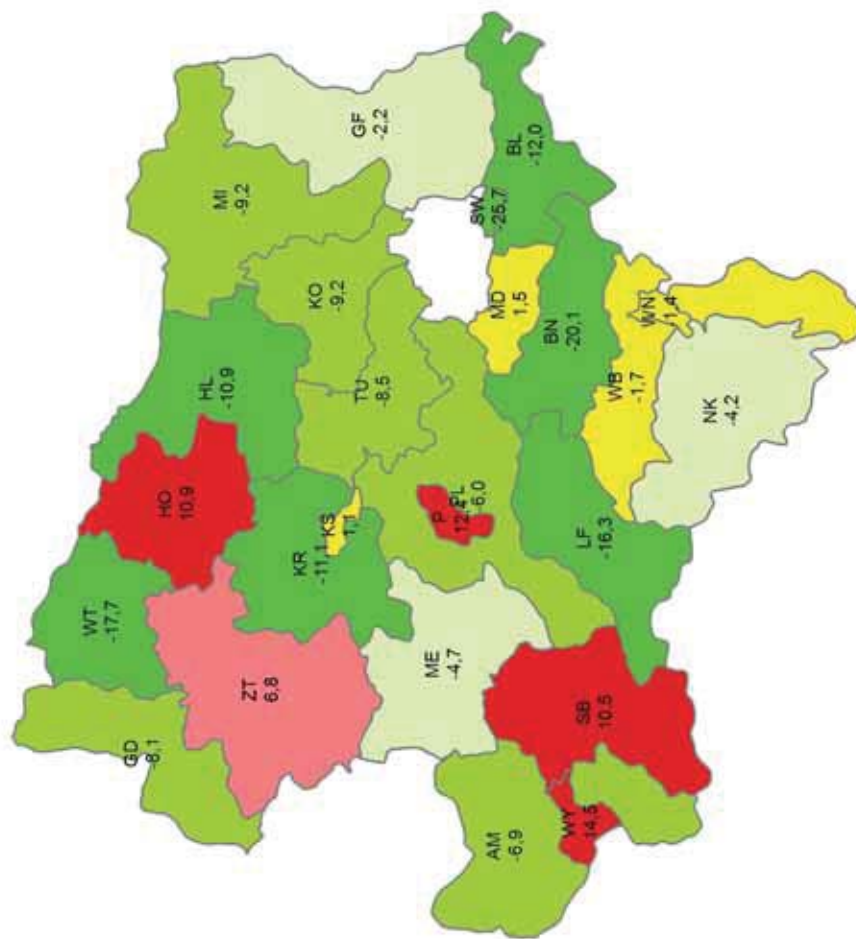 WT
-17,7
GD
-8,1
HO
10,9
HL
-10,9
MI
-9,2
ZT
6,8
KR
-11,1
KO
-9,2
KS
1,1
GF
-2,2
TU
-8,5
ME
-4,7
P
12,4
PL
-6,0
SW
-25,7
AM
-6,9
MD
1,5
BL
-12,0
BN
-20,1
WY
14,5
SB
10,5
LF
-16,3
WB
-1,7
WN
1,4
NK
-4,2